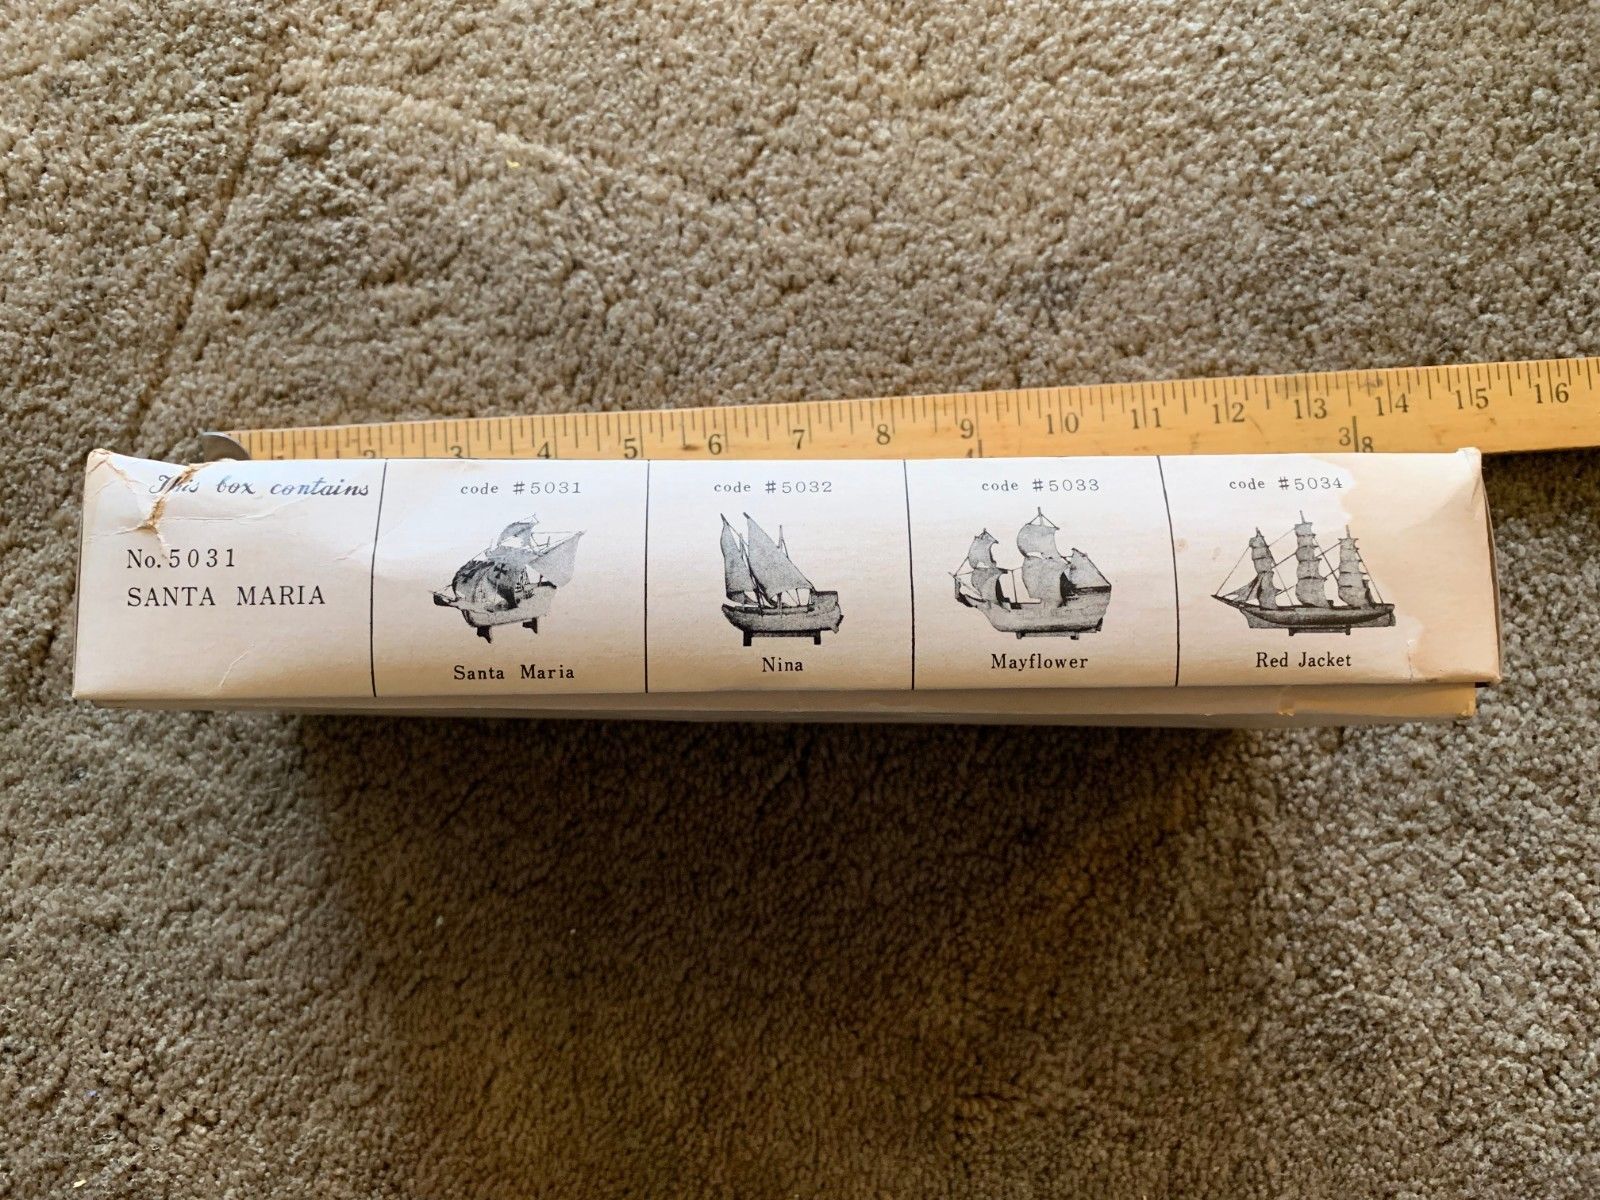 2 3 4 5 6 7 8 9 10 11 12 13 14 15 16
3 8
This box contains
No. 5031
SANTA MARIA
code #5031
Santa Maria
code #5032
Nina
code #5033
Mayflower
code #5034
Red Jacket